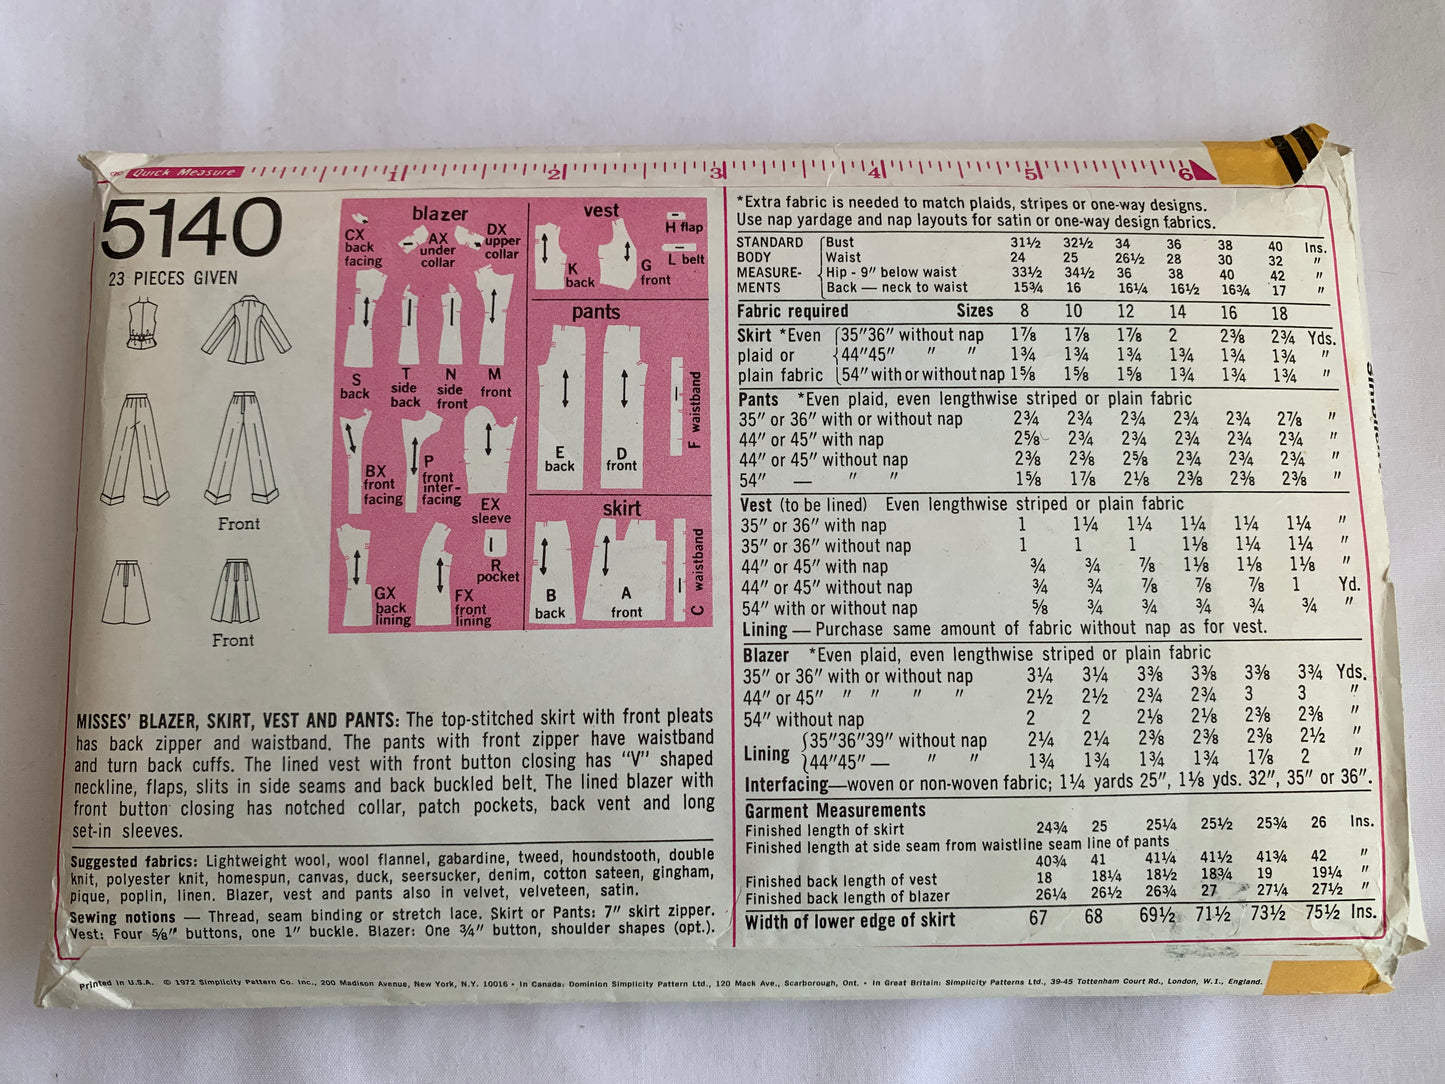 Quick Measure 1 2 3 4 5 6
5140
23 PIECES GIVEN
Front
Front
blazer
CX
back
facing
AX
under
collar
DX
upper
collar
S
back
T
side
back
N
side
front
M
front
BX
front
facing
P
front
inter-
facing
EX
sleeve
GX
back
lining
FX
front
lining
R
pocket
vest
K
back
G
front
H flap
L belt
pants
E
back
D
front
F waistband
skirt
B
back
A
front
C waistband
MISSES' BLAZER, SKIRT, VEST AND PANTS: The top-stitched skirt with front pleats
has back zipper and waistband. The pants with front zipper have waistband
and turn back cuffs. The lined vest with front button closing has "V" shaped
neckline, flaps, slits in side seams and back buckled belt. The lined blazer with
front button closing has notched collar, patch pockets, back vent and long
set-in sleeves.
Suggested fabrics: Lightweight wool, wool flannel, gabardine, tweed, houndstooth, double
knit, polyester knit, homespun, canvas, duck, seersucker, denim, cotton sateen, gingham,
pique, poplin, linen. Blazer, vest and pants also in velvet, velveteen, satin.
Sewing notions — Thread, seam binding or stretch lace. Skirt or Pants: 7" skirt zipper.
Vest: Four 5/8" buttons, one 1" buckle. Blazer: One 3/4" button, shoulder shapes (opt.).
*Extra fabric is needed to match plaids, stripes or one-way designs.
Use nap yardage and nap layouts for satin or one-way design fabrics.
STANDARD Bust 31½ 32½ 34 36 38 40 Ins.
BODY Waist 24 25 26½ 28 30 32 "
MEASURE- Hip - 9" below waist 33½ 34½ 36 38 40 42 "
MENTS Back — neck to waist 15¾ 16 16¼ 16½ 16¾ 17 "
Fabric required Sizes 8 10 12 14 16 18
Skirt *Even 35"36" without nap 1⅞ 1⅞ 1⅞ 2 2⅜ 2¾ Yds.
plaid or 44"45" " " 1¾ 1¾ 1¾ 1¾ 1¾ 1¾ "
plain fabric 54" with or without nap 1⅝ 1⅝ 1⅝ 1¾ 1¾ 1¾ "
Pants *Even plaid, even lengthwise striped or plain fabric
35" or 36" with or without nap 2¾ 2¾ 2¾ 2¾ 2¾ 2⅞ "
44" or 45" with nap 2⅝ 2¾ 2¾ 2¾ 2¾ 2¾ "
44" or 45" without nap 2⅜ 2⅜ 2⅝ 2¾ 2¾ 2¾ "
54" — " " 1⅝ 1⅞ 2⅛ 2⅜ 2⅜ 2⅜ "
Vest (to be lined) Even lengthwise striped or plain fabric
35" or 36" with nap 1 1¼ 1¼ 1¼ 1¼ 1¼ "
35" or 36" without nap 1 1 1 1⅛ 1¼ 1¼ "
44" or 45" with nap ¾ ¾ ⅞ 1⅛ 1⅛ 1⅛ "
44" or 45" without nap ¾ ¾ ⅞ ⅞ ⅞ 1 Yd.
54" with or without nap ⅝ ¾ ¾ ¾ ¾ ¾ "
Lining — Purchase same amount of fabric without nap as for vest.
Blazer *Even plaid, even lengthwise striped or plain fabric
35" or 36" with or without nap 3¼ 3¼ 3⅜ 3⅜ 3⅜ 3¾ Yds.
44" or 45" " " " " 2½ 2½ 2¾ 2¾ 3 3 "
54" without nap 2 2 2⅛ 2⅛ 2⅜ 2⅜ "
Lining 35"36"39" without nap 2¼ 2¼ 2⅜ 2⅜ 2⅜ 2½ "
44"45" — " " 1¾ 1¾ 1¾ 1¾ 1⅞ 2 "
Interfacing—woven or non-woven fabric; 1¼ yards 25", 1⅛ yds. 32", 35" or 36".
Garment Measurements
Finished length of skirt 24¾ 25 25¼ 25½ 25¾ 26 Ins.
Finished length at side seam from waistline seam line of pants
40¾ 41 41¼ 41½ 41¾ 42 "
Finished back length of vest 18 18¼ 18½ 18¾ 19 19¼ "
Finished back length of blazer 26¼ 26½ 26¾ 27 27¼ 27½ "
Width of lower edge of skirt 67 68 69½ 71½ 73½ 75½ Ins.
Printed in U.S.A. © 1972 Simplicity Pattern Co. Inc., 200 Madison Avenue, New York, N.Y. 10016 • In Canada: Dominion Simplicity Pattern Ltd., 120 Mack Ave., Scarborough, Ont. • In Great Britain: Simplicity Patterns Ltd., 39-45 Tottenham Court Rd., London, W.1., England.